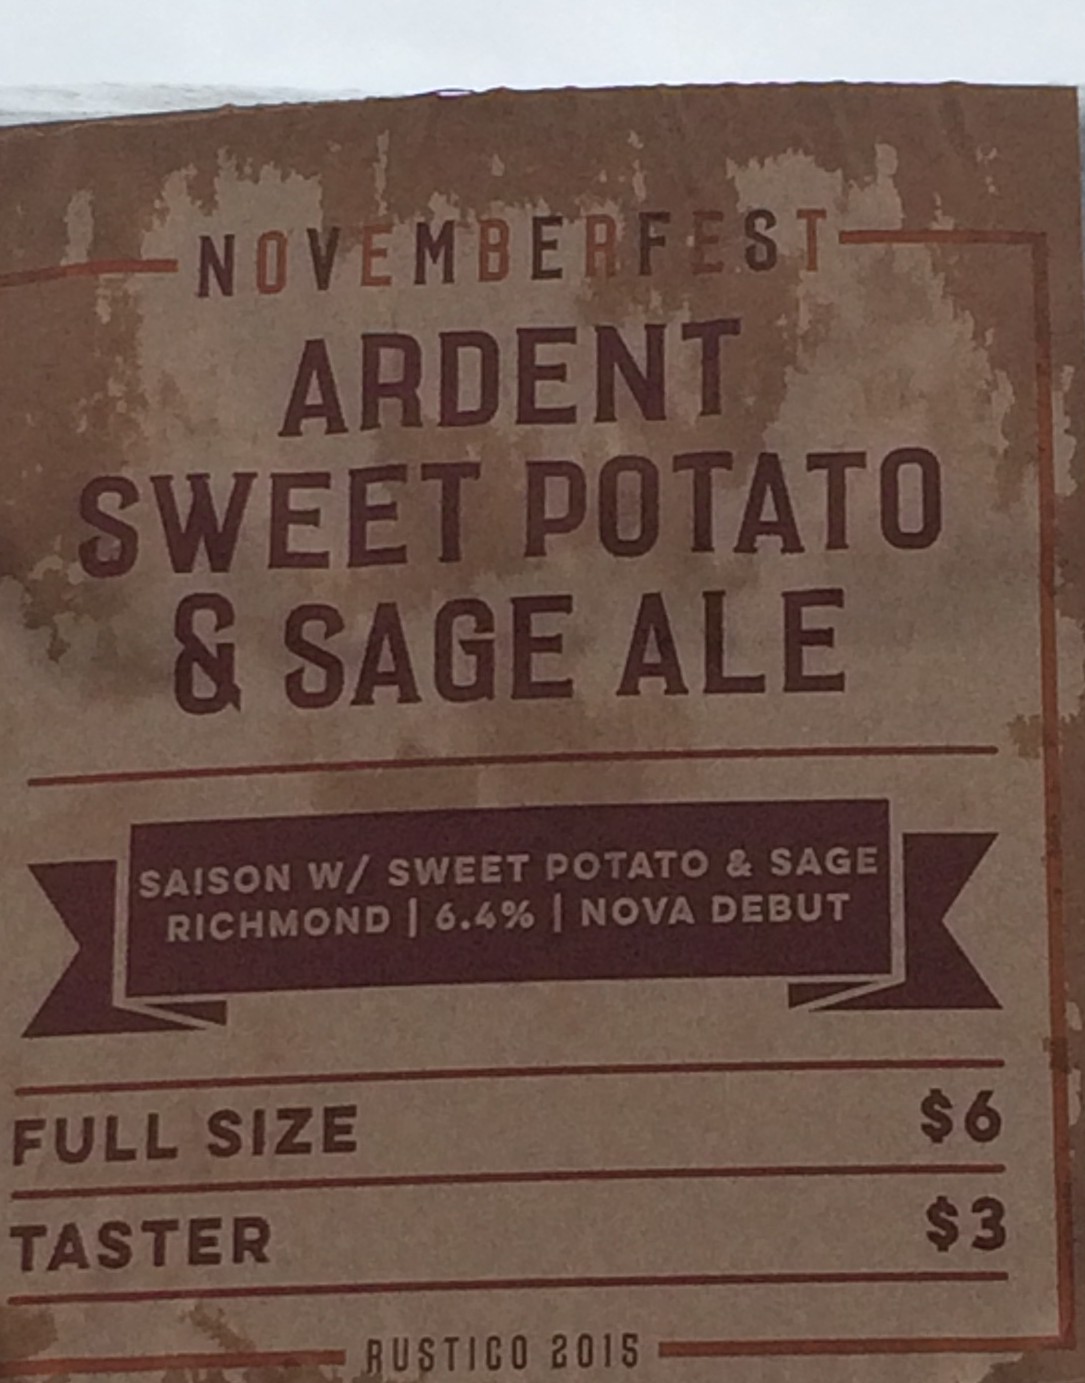 NOVEMBERFEST
ARDENT
SWEET POTATO
& SAGE ALE
SAISON W/ SWEET POTATO & SAGE
RICHMOND | 6.4% | NOVA DEBUT
FULL SIZE $6
TASTER $3
RUSTICO 2015